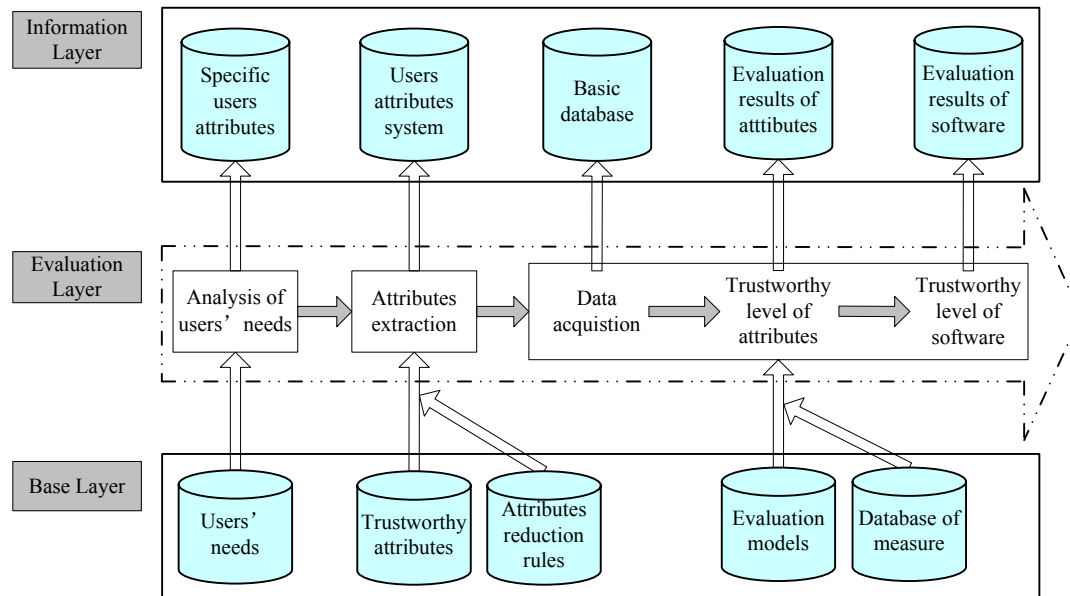 Information
Layer
Specific
users
attributes
Users
attributes
system
Basic
database
Evaluation
results of
atttibutes
Evaluation
results of
software
Evaluation
Layer
Analysis of
users’ needs
Attributes
extraction
Data
acquistion
Trustworthy
level of
attributes
Trustworthy
level of
software
Base Layer
Users’
needs
Trustworthy
attributes
Attributes
reduction
rules
Evaluation
models
Database of
measure